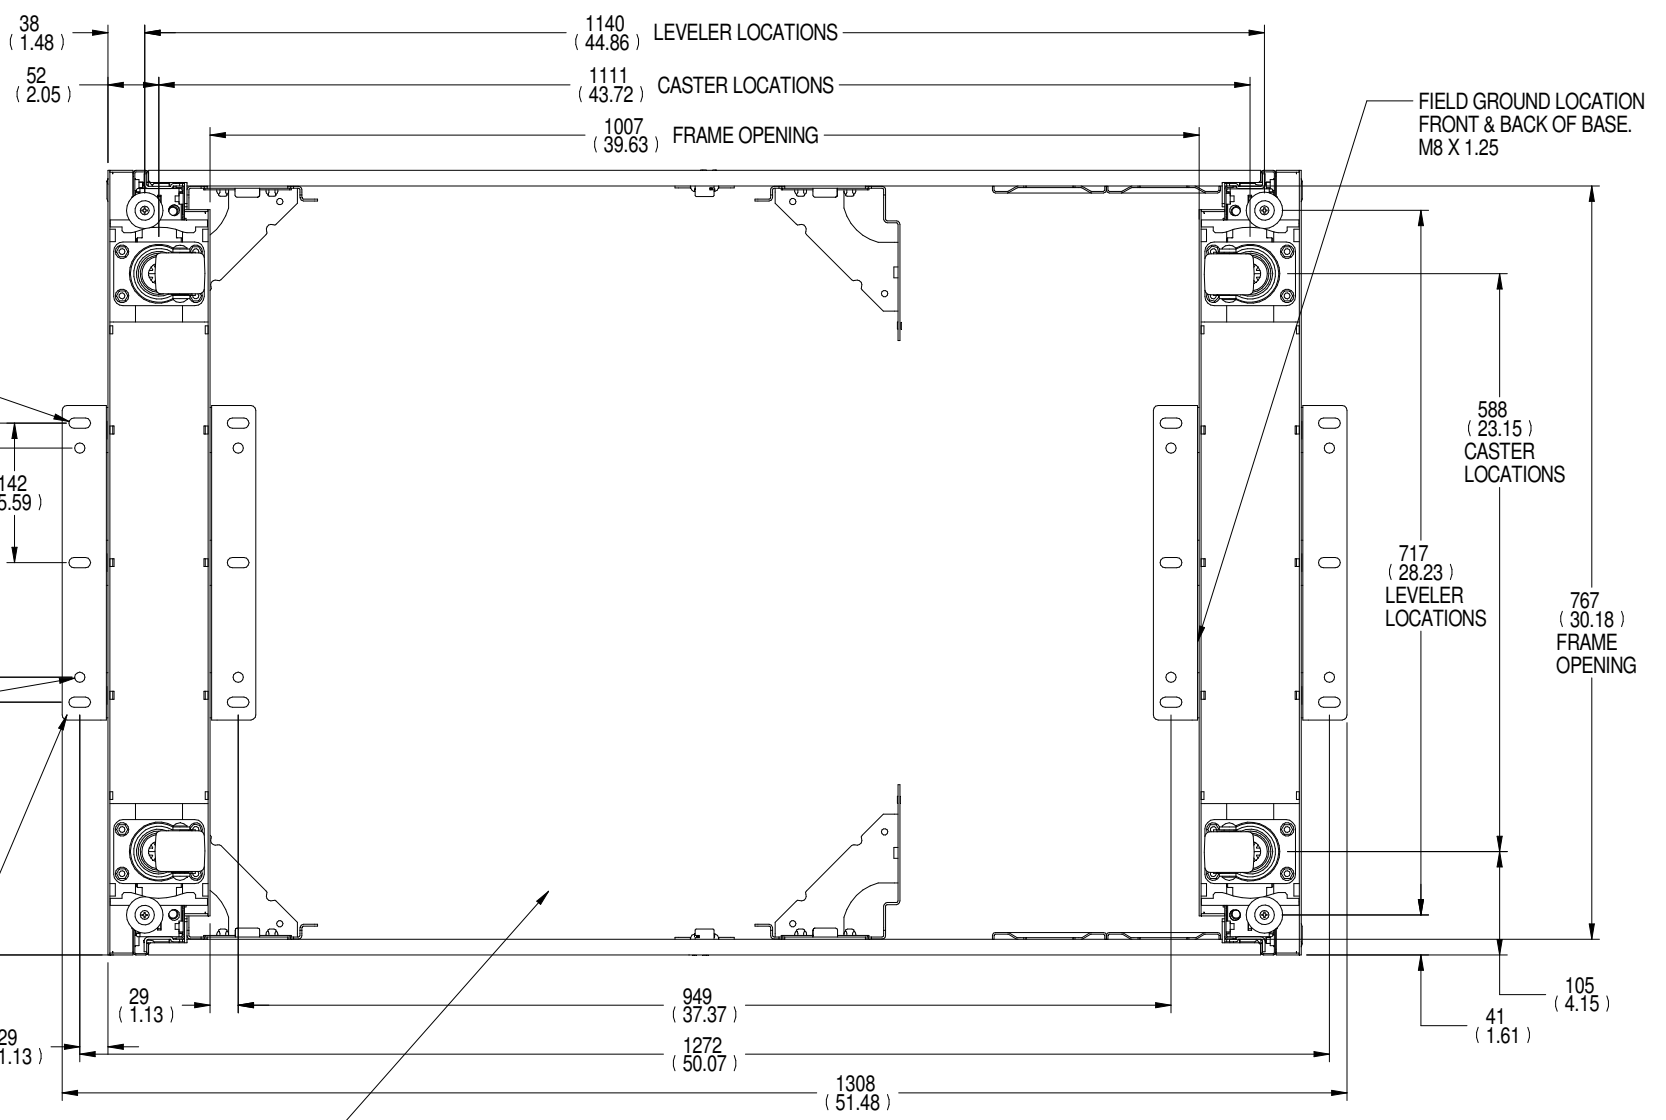 38
( 1.48 )
1140
( 44.86 ) LEVELER LOCATIONS
52
( 2.05 )
1111
( 43.72 ) CASTER LOCATIONS
1007
( 39.63 ) FRAME OPENING
FIELD GROUND LOCATION
FRONT & BACK OF BASE.
M8 X 1.25
142
5.59 )
588
( 23.15 )
CASTER
LOCATIONS
717
( 28.23 )
LEVELER
LOCATIONS
767
( 30.18 )
FRAME
OPENING
29
( 1.13 )
949
( 37.37 )
105
( 4.15 )
41
( 1.61 )
29
1.13 )
1272
( 50.07 )
1308
( 51.48 )